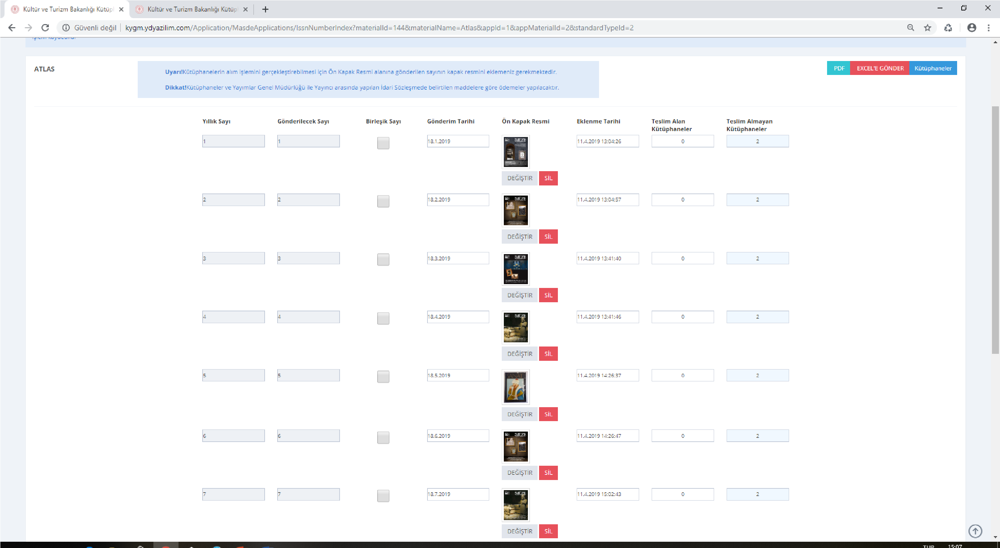 Kültür ve Turizm Bakanlığı Kütüpl
Kültür ve Turizm Bakanlığı Kütüpl
Güvenli değil | kygm.ydyazilim.com/Application/MasdeApplications/IssnNumberIndex?materialId=144&materialName=Atlas&appId=1&appMaterialId=2&standardTypeId=2
işlem kaydedildi
ATLAS
Uyarı!Kütüphanelerin alım işlemini gerçekleştirebilmesi için Ön Kapak Resmi alanına gönderilen sayının kapak resmini eklemeniz gerekmektedir.
Dikkat!Kütüphaneler ve Yayımlar Genel Müdürlüğü ile Yayıncı arasında yapılan İdari Sözleşmede belirtilen maddelere göre ödemeler yapılacaktır.
PDF EXCEL'E GÖNDER Kütüphaneler
Yıllık Sayı Gönderilecek Sayı Birleşik Sayı Gönderim Tarihi Ön Kapak Resmi Eklenme Tarihi Teslim Alan Kütüphaneler Teslim Almayan Kütüphaneler
1 1 18.1.2019 MÜZE 11.4.2019 13:04:26 0 2
DEĞİŞTİR SİL
2 2 18.2.2019 MÜZE 11.4.2019 13:04:57 0 2
DEĞİŞTİR SİL
3 3 18.3.2019 MÜZE 11.4.2019 13:41:40 0 2
DEĞİŞTİR SİL
4 4 18.4.2019 MÜZE 11.4.2019 13:41:46 0 2
DEĞİŞTİR SİL
5 5 18.5.2019 SANAT 11.4.2019 14:26:37 0 2
DEĞİŞTİR SİL
6 6 18.6.2019 MÜZE 11.4.2019 14:26:47 0 2
DEĞİŞTİR SİL
7 7 18.7.2019 MÜZE 11.4.2019 15:02:43 0 2
DEĞİŞTİR SİL
TUR 15:07